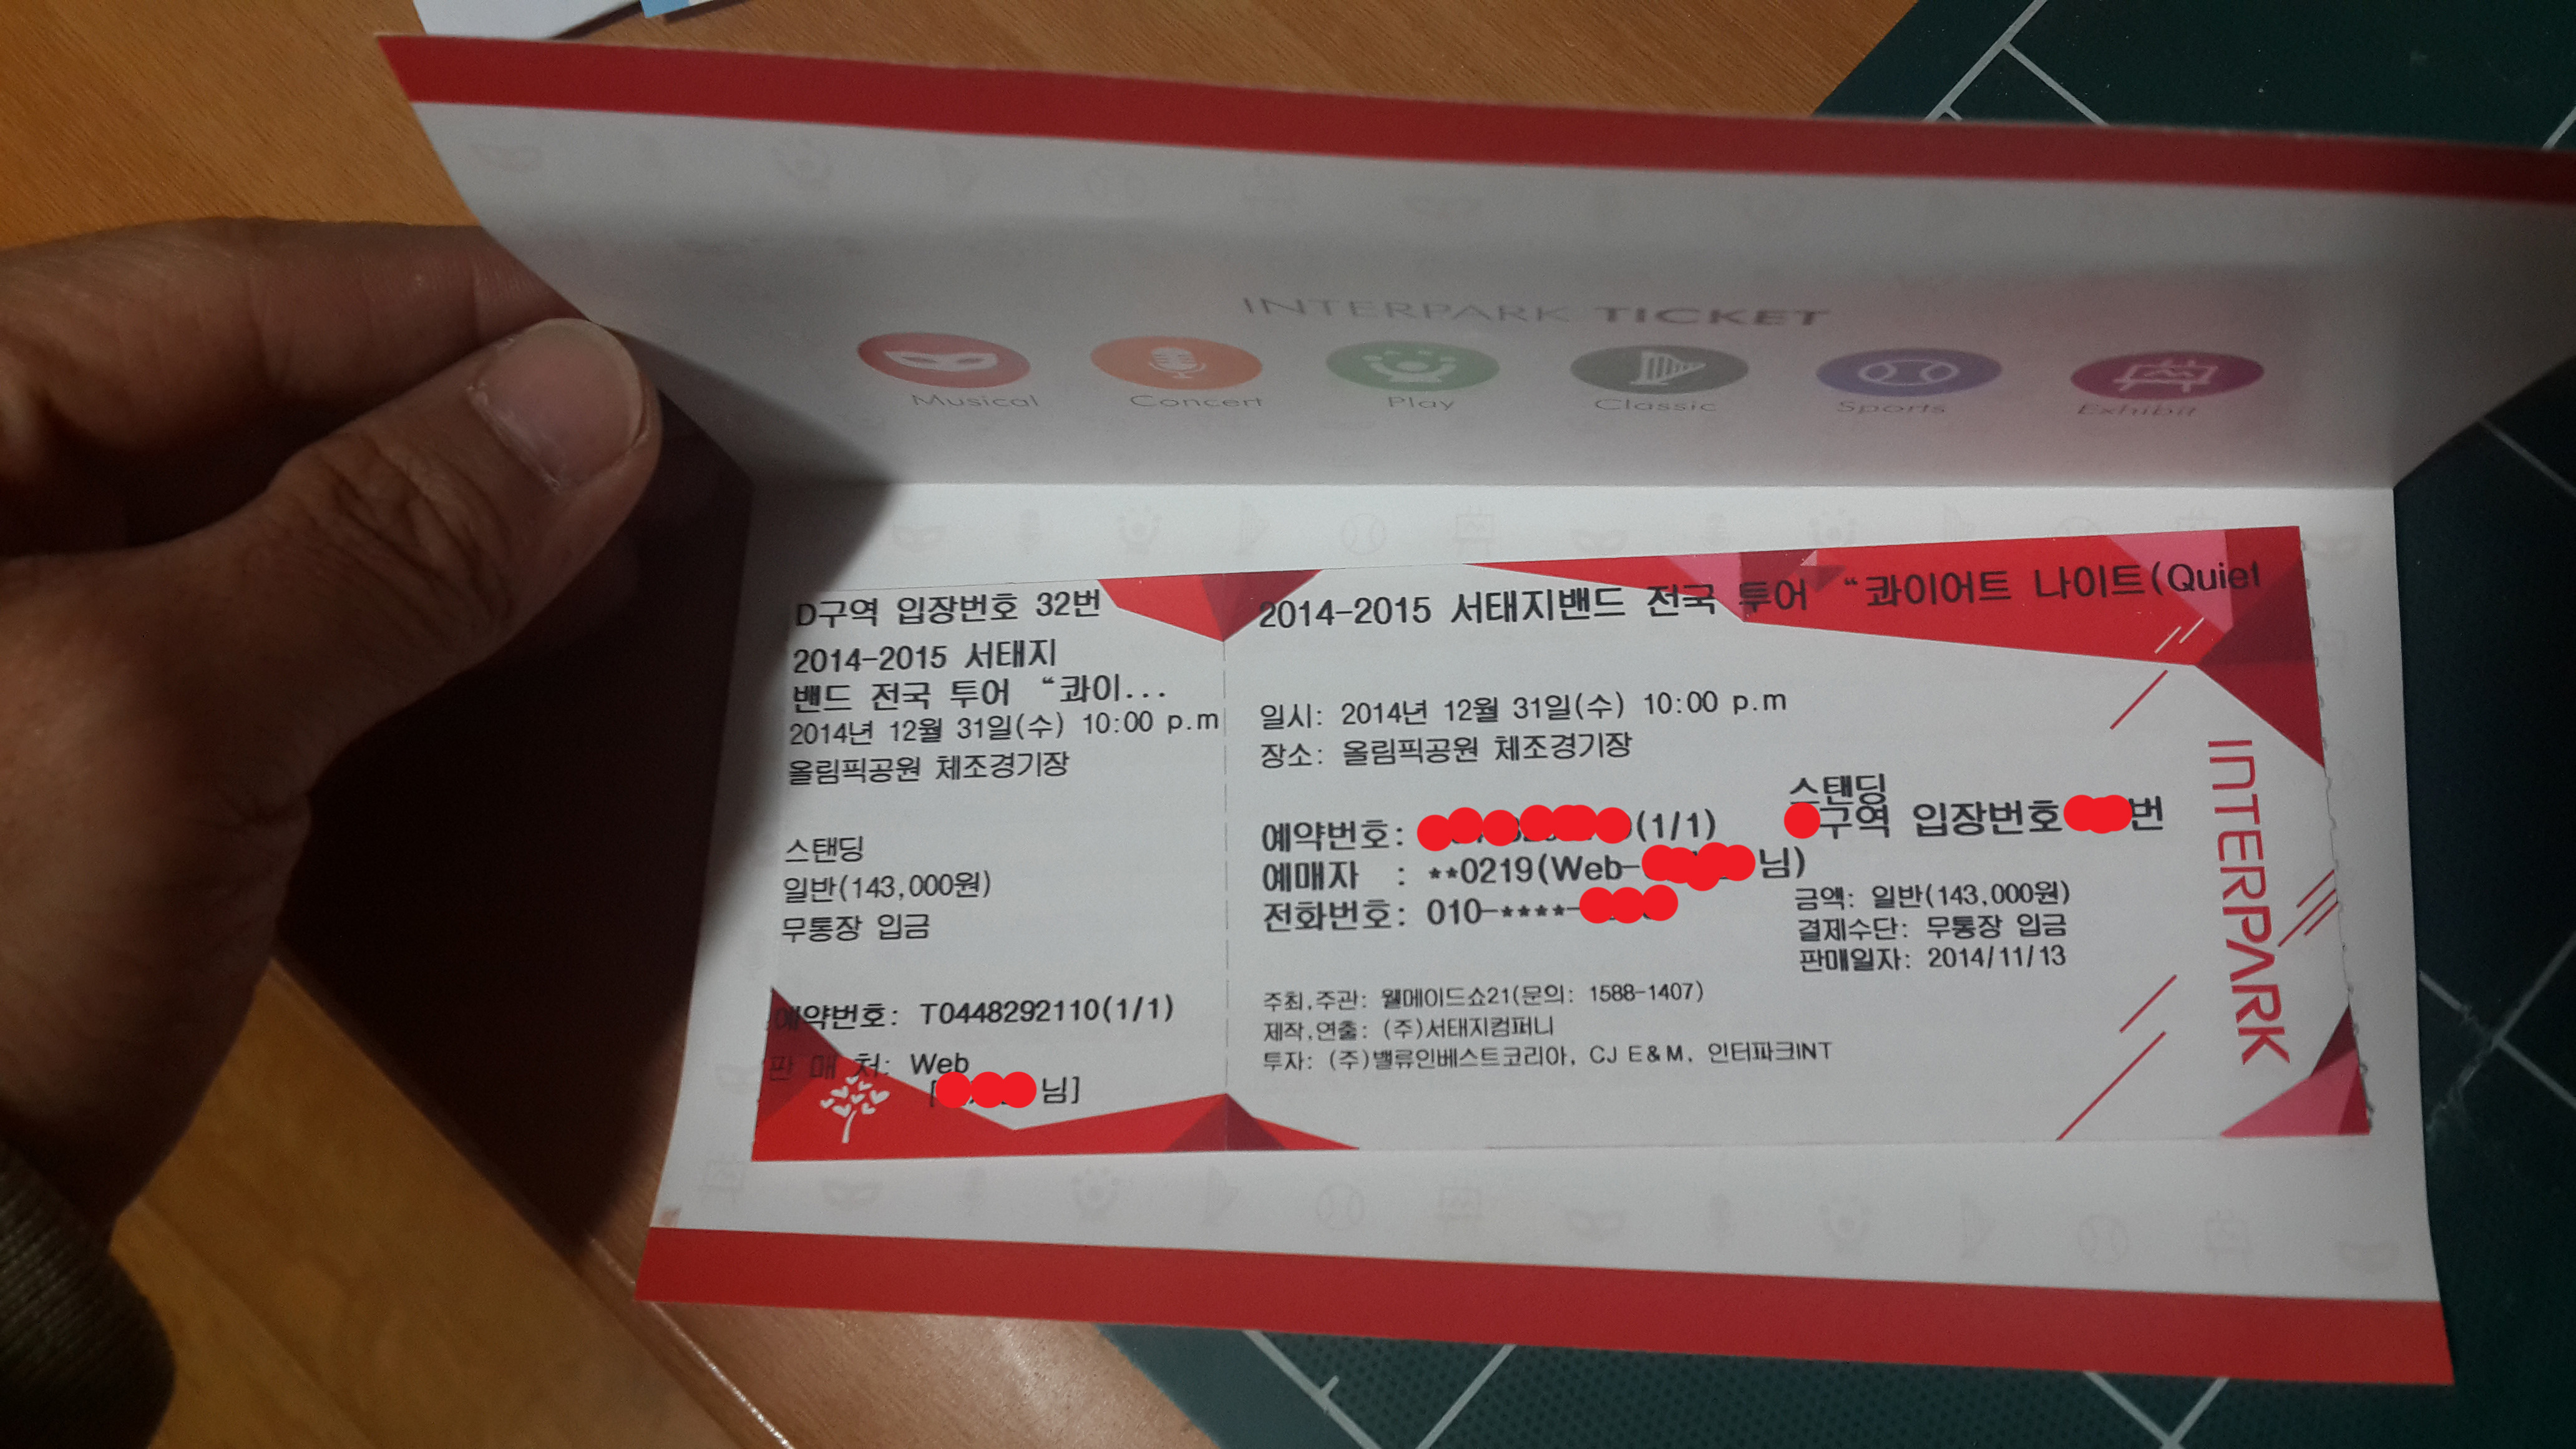 INTERPARK TICKET
Musical Concert Play Classic Sports Exhibit
D구역 입장번호 32번
2014-2015 서태지
밴드 전국 투어 “콰이...
2014년 12월 31일(수) 10:00 p.m
올림픽공원 체조경기장
스탠딩
일반(143,000원)
무통장 입금
예약번호: T0448292110(1/1)
판 매 처: Web
[ 님]
2014-2015 서태지밴드 전국 투어 “콰이어트 나이트(Quiet
일시: 2014년 12월 31일(수) 10:00 p.m
장소: 올림픽공원 체조경기장
스탠딩
구역 입장번호 번
예약번호: (1/1)
예매자 : **0219(Web- 님)
전화번호: 010-****-
금액: 일반(143,000원)
결제수단: 무통장 입금
판매일자: 2014/11/13
주최,주관: 웰메이드쇼21(문의: 1588-1407)
제작,연출: (주)서태지컴퍼니
투자: (주)밸류인베스트코리아, CJ E&M, 인터파크INT
INTERPARK